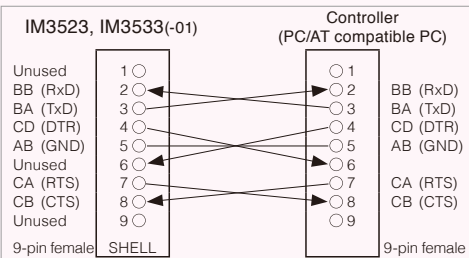 IM3523, IM3533(-01)
Controller
(PC/AT compatible PC)
Unused 1 1
BB (RxD) 2 2 BB (RxD)
BA (TxD) 3 3 BA (TxD)
CD (DTR) 4 4 CD (DTR)
AB (GND) 5 5 AB (GND)
Unused 6 6
CA (RTS) 7 7 CA (RTS)
CB (CTS) 8 8 CB (CTS)
Unused 9 9
9-pin female SHELL 9-pin female